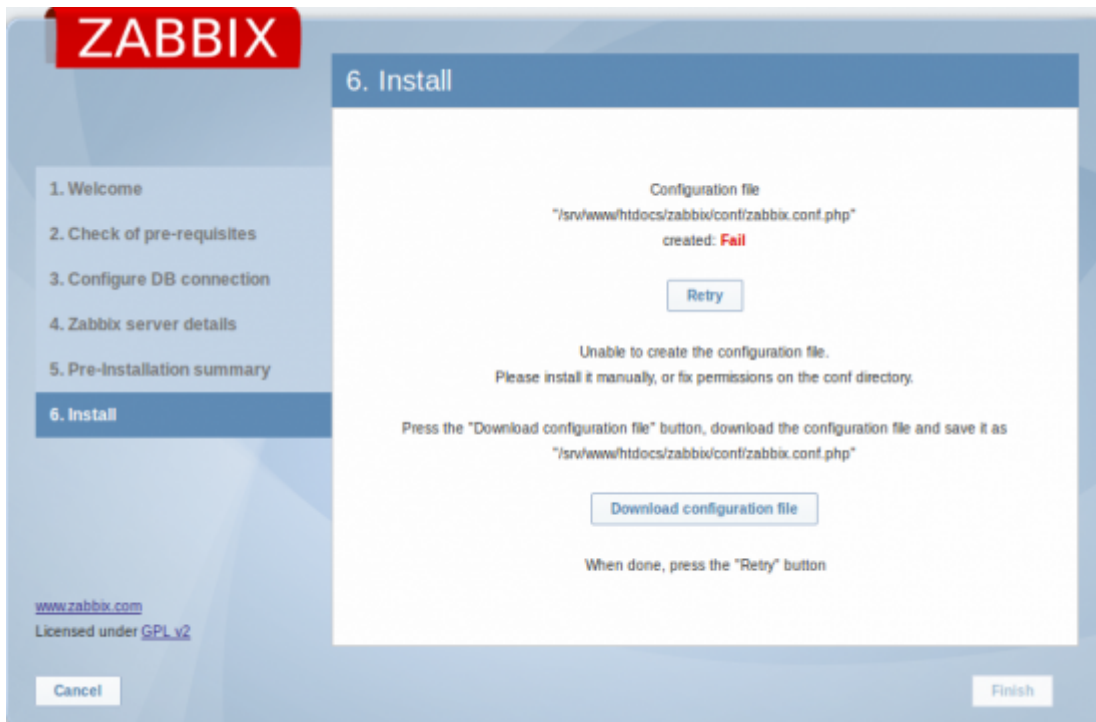 ZABBIX
6. Install
1. Welcome
2. Check of pre-requisites
3. Configure DB connection
4. Zabbix server details
5. Pre-Installation summary
6. Install
Configuration file
"/srv/www/htdocs/zabbix/conf/zabbix.conf.php"
created: Fail
Retry
Unable to create the configuration file.
Please install it manually, or fix permissions on the conf directory.
Press the "Download configuration file" button, download the configuration file and save it as
"/srv/www/htdocs/zabbix/conf/zabbix.conf.php"
Download configuration file
When done, press the "Retry" button
www.zabbix.com
Licensed under GPL v2
Cancel
Finish